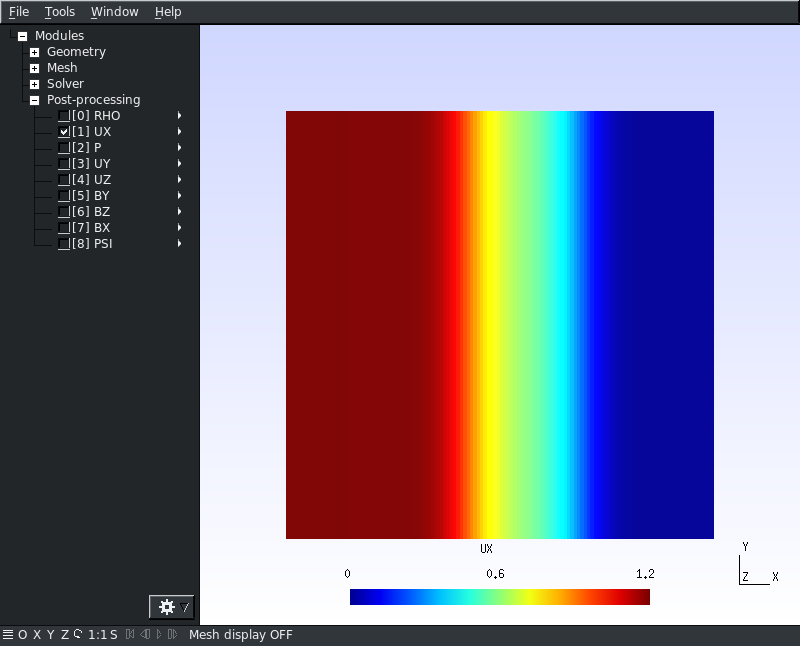 File Tools Window Help
Modules
Geometry
Mesh
Solver
Post-processing
[0] RHO
[1] UX
[2] P
[3] UY
[4] UZ
[5] BY
[6] BZ
[7] BX
[8] PSI
UX
0 0.6 1.2
Y
Z X
O X Y Z 1:1 S Mesh display OFF